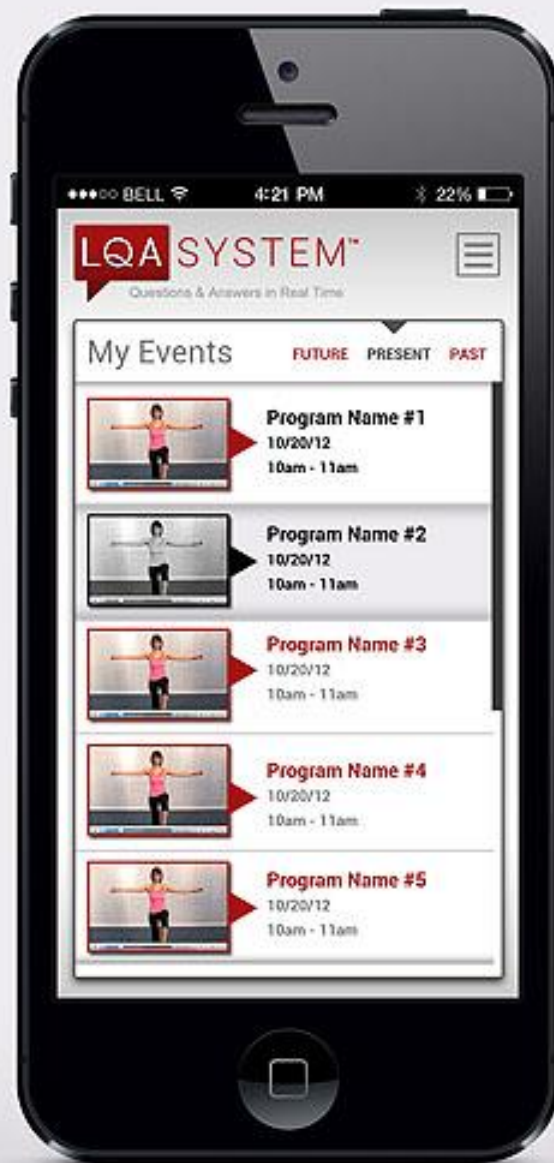 BELL 4:21 PM 22%
LQA SYSTEM™
Questions & Answers in Real Time
My Events FUTURE PRESENT PAST
Program Name #1
10/20/12
10am - 11am
Program Name #2
10/20/12
10am - 11am
Program Name #3
10/20/12
10am - 11am
Program Name #4
10/20/12
10am - 11am
Program Name #5
10/20/12
10am - 11am